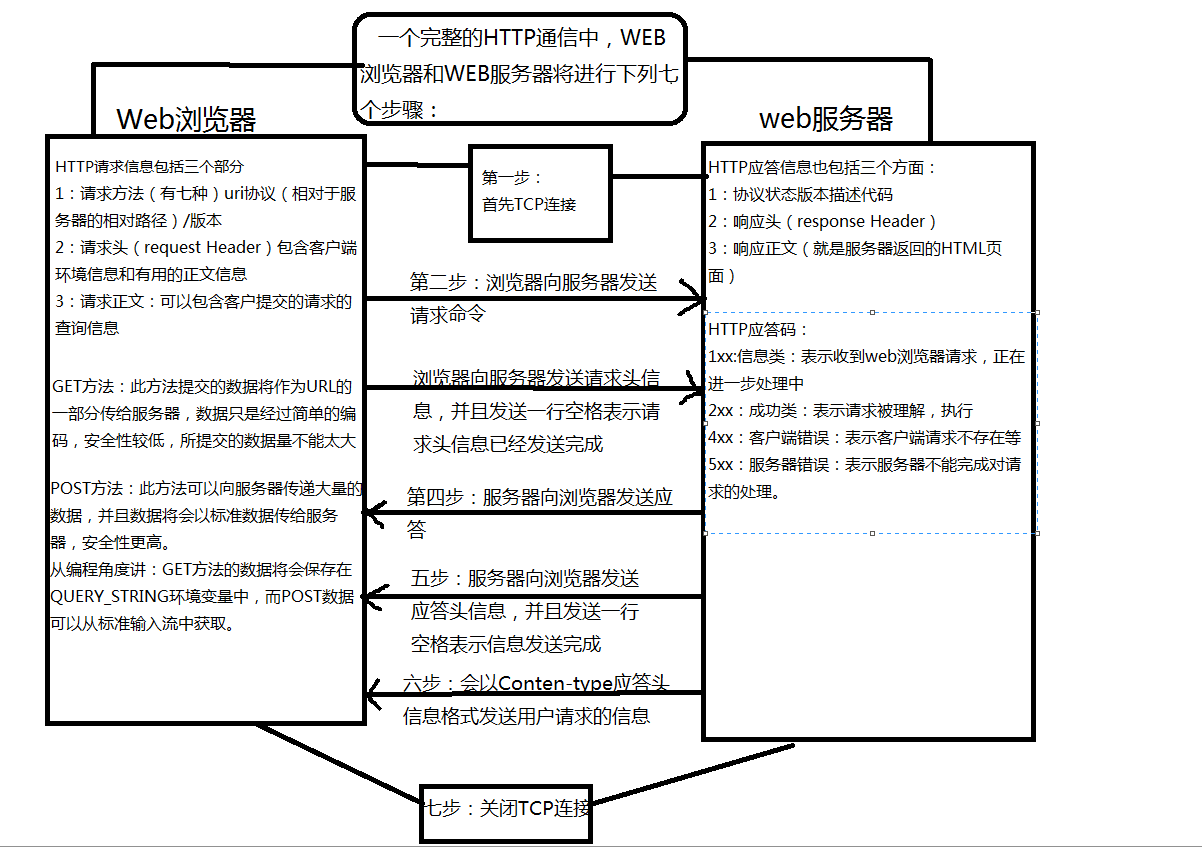 一个完整的HTTP通信中，WEB
浏览器和WEB服务器将进行下列七
个步骤：
Web浏览器
web服务器
HTTP请求信息包括三个部分
1：请求方法（有七种）uri协议（相对于服
务器的相对路径）/版本
2：请求头（request Header）包含客户端
环境信息和有用的正文信息
3：请求正文：可以包含客户提交的请求的
查询信息
GET方法：此方法提交的数据将作为URL的
一部分传给服务器，数据只是经过简单的编
码，安全性较低，所提交的数据量不能太大
POST方法：此方法可以向服务器传递大量的
数据，并且数据将会以标准数据传给服务
器，安全性更高。
从编程角度讲：GET方法的数据将会保存在
QUERY_STRING环境变量中，而POST数据
可以从标准输入流中获取。
第一步：
首先TCP连接
第二步：浏览器向服务器发送
请求命令
浏览器向服务器发送请求头信
息，并且发送一行空格表示请
求头信息已经发送完成
第四步：服务器向浏览器发送应
答
五步：服务器向浏览器发送
应答头信息，并且发送一行
空格表示信息发送完成
六步：会以Conten-type应答头
信息格式发送用户请求的信息
HTTP应答信息也包括三个方面：
1：协议状态版本描述代码
2：响应头（response Header）
3：响应正文（就是服务器返回的HTML页
面）
HTTP应答码：
1xx:信息类：表示收到web浏览器请求，正在
进一步处理中
2xx：成功类：表示请求被理解，执行
4xx：客户端错误：表示客户端请求不存在等
5xx：服务器错误：表示服务器不能完成对请
求的处理。
七步：关闭TCP连接